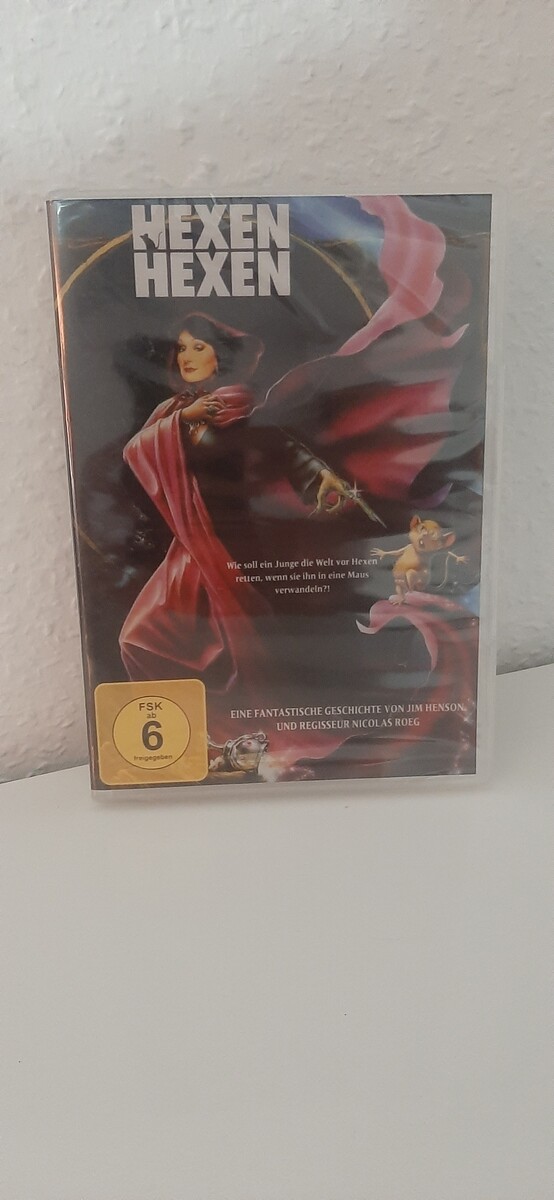 HEXEN
HEXEN
Wie soll ein Junge die Welt vor Hexen
retten, wenn sie ihn in eine Maus
verwandeln?!
EINE FANTASTISCHE GESCHICHTE VON JIM HENSON
UND REGISSEUR NICOLAS ROEG
FSK
ab
6
freigegeben